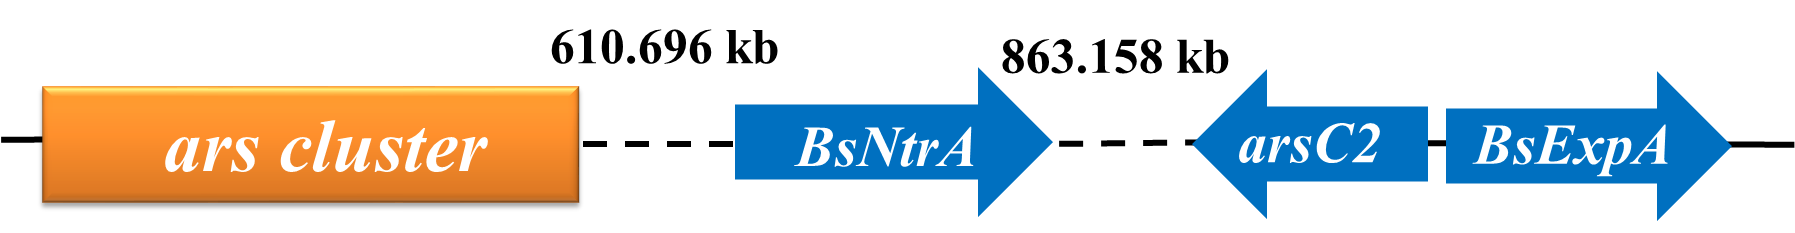 610.696 kb
863.158 kb
ars cluster
BsNtrA
arsC2
BsExpA